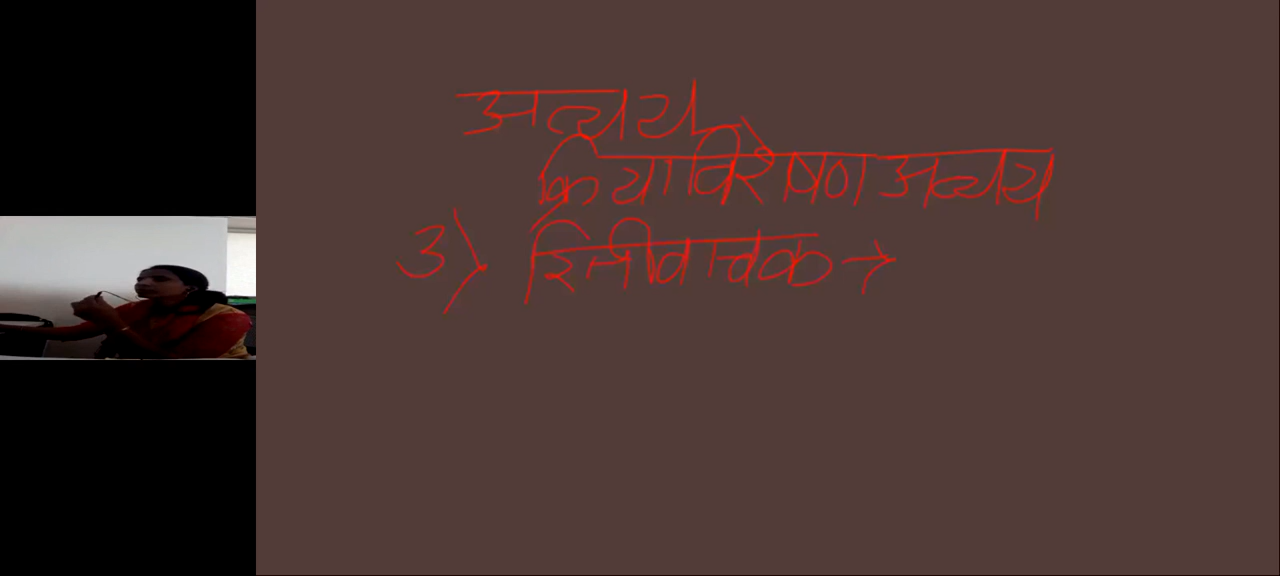 अव्यय
क्रियाविशेषण अव्यय
3) रितीवाचक →